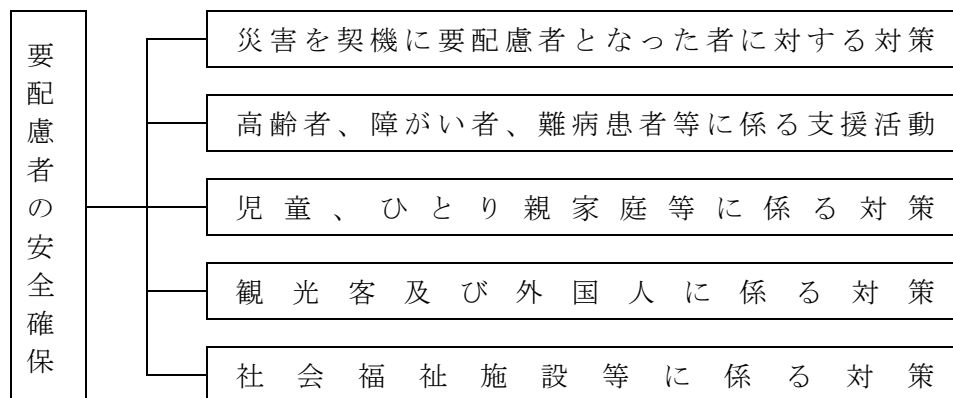 要配慮者の安全確保
災害を契機に要配慮者となった者に対する対策
高齢者、障がい者、難病患者等に係る支援活動
児童、ひとり親家庭等に係る対策
観光客及び外国人に係る対策
社会福祉施設等に係る対策